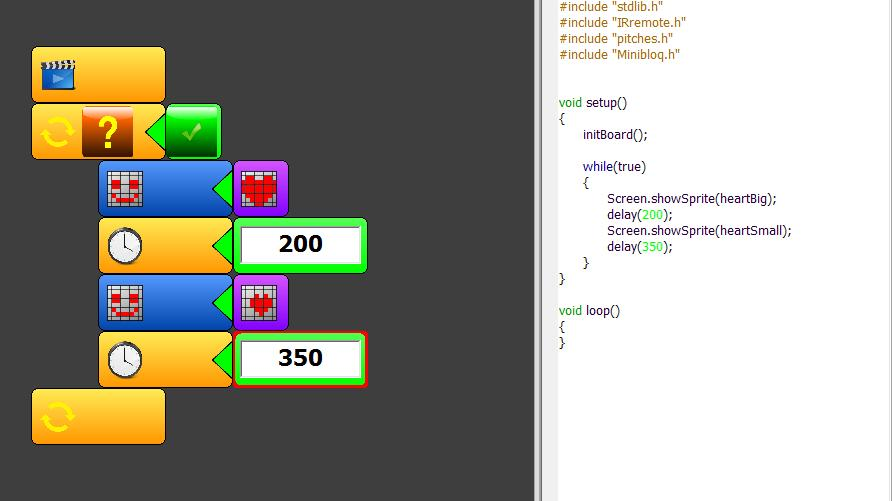 ?
200
350
#include "stdlib.h"
#include "IRremote.h"
#include "pitches.h"
#include "Minibloq.h"
void setup()
{
initBoard();
while(true)
{
Screen.showSprite(heartBig);
delay(200);
Screen.showSprite(heartSmall);
delay(350);
}
}
void loop()
{
}